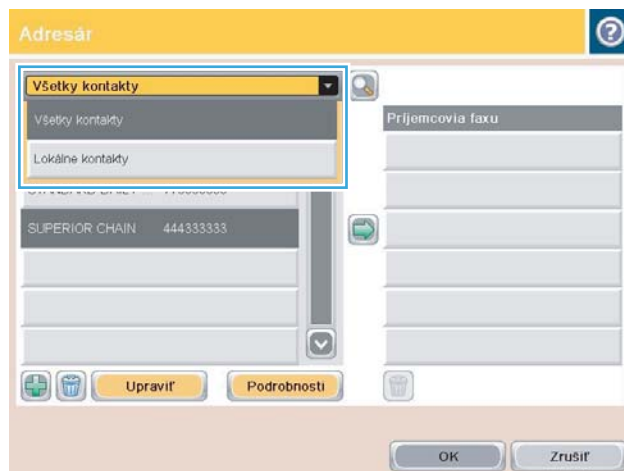 Adresár
Všetky kontakty
Všetky kontakty
Lokálne kontakty
Príjemcovia faxu
SUPERIOR CHAIN 444333333
Upraviť
Podrobnosti
OK
Zrušiť